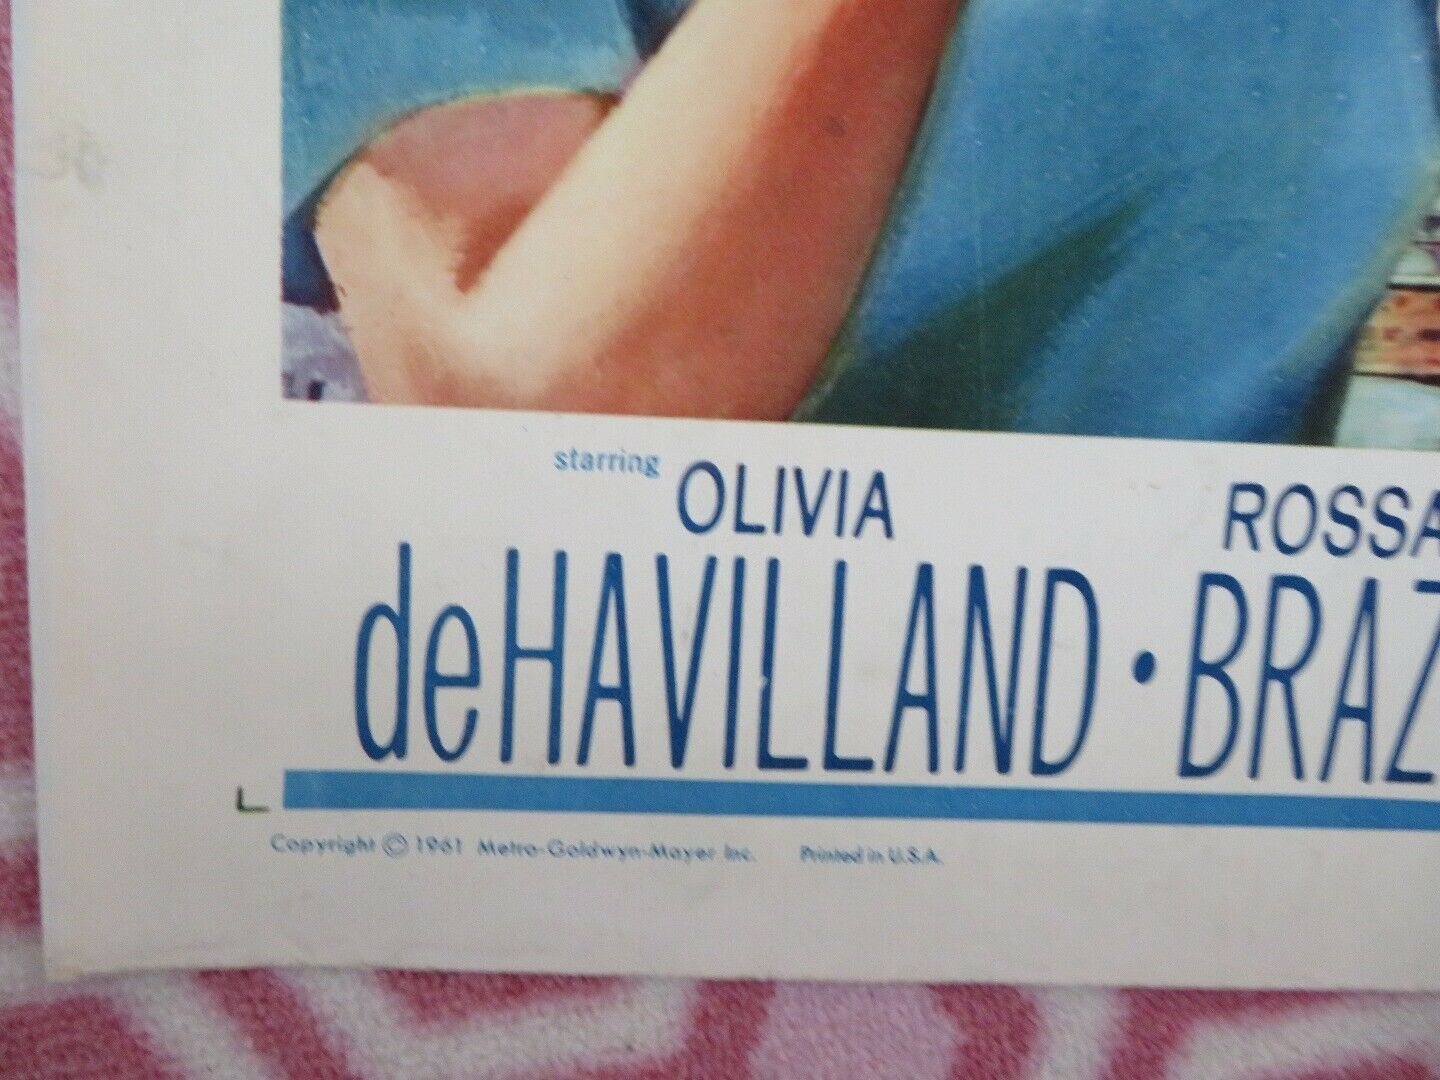 starring OLIVIA ROSSA
deHAVILLAND · BRAZ
Copyright © 1961 Metro-Goldwyn-Mayer Inc. Printed in U.S.A.